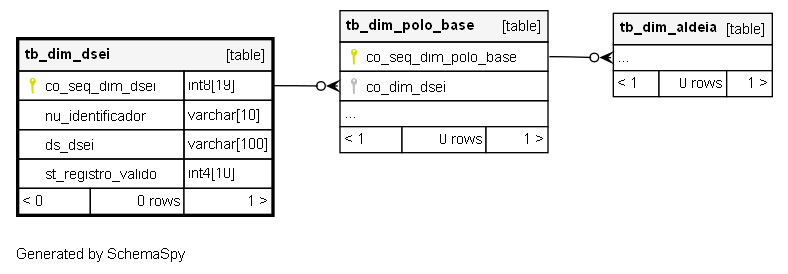 tb_dim_dsei [table]
co_seq_dim_dsei int8[19]
nu_identificador varchar[10]
ds_dsei varchar[100]
st_registro_valido int4[10]
< 0 0 rows 1 >
tb_dim_polo_base [table]
co_seq_dim_polo_base
co_dim_dsei
...
< 1 0 rows 1 >
tb_dim_aldeia [table]
...
< 1 0 rows 1 >
Generated by SchemaSpy